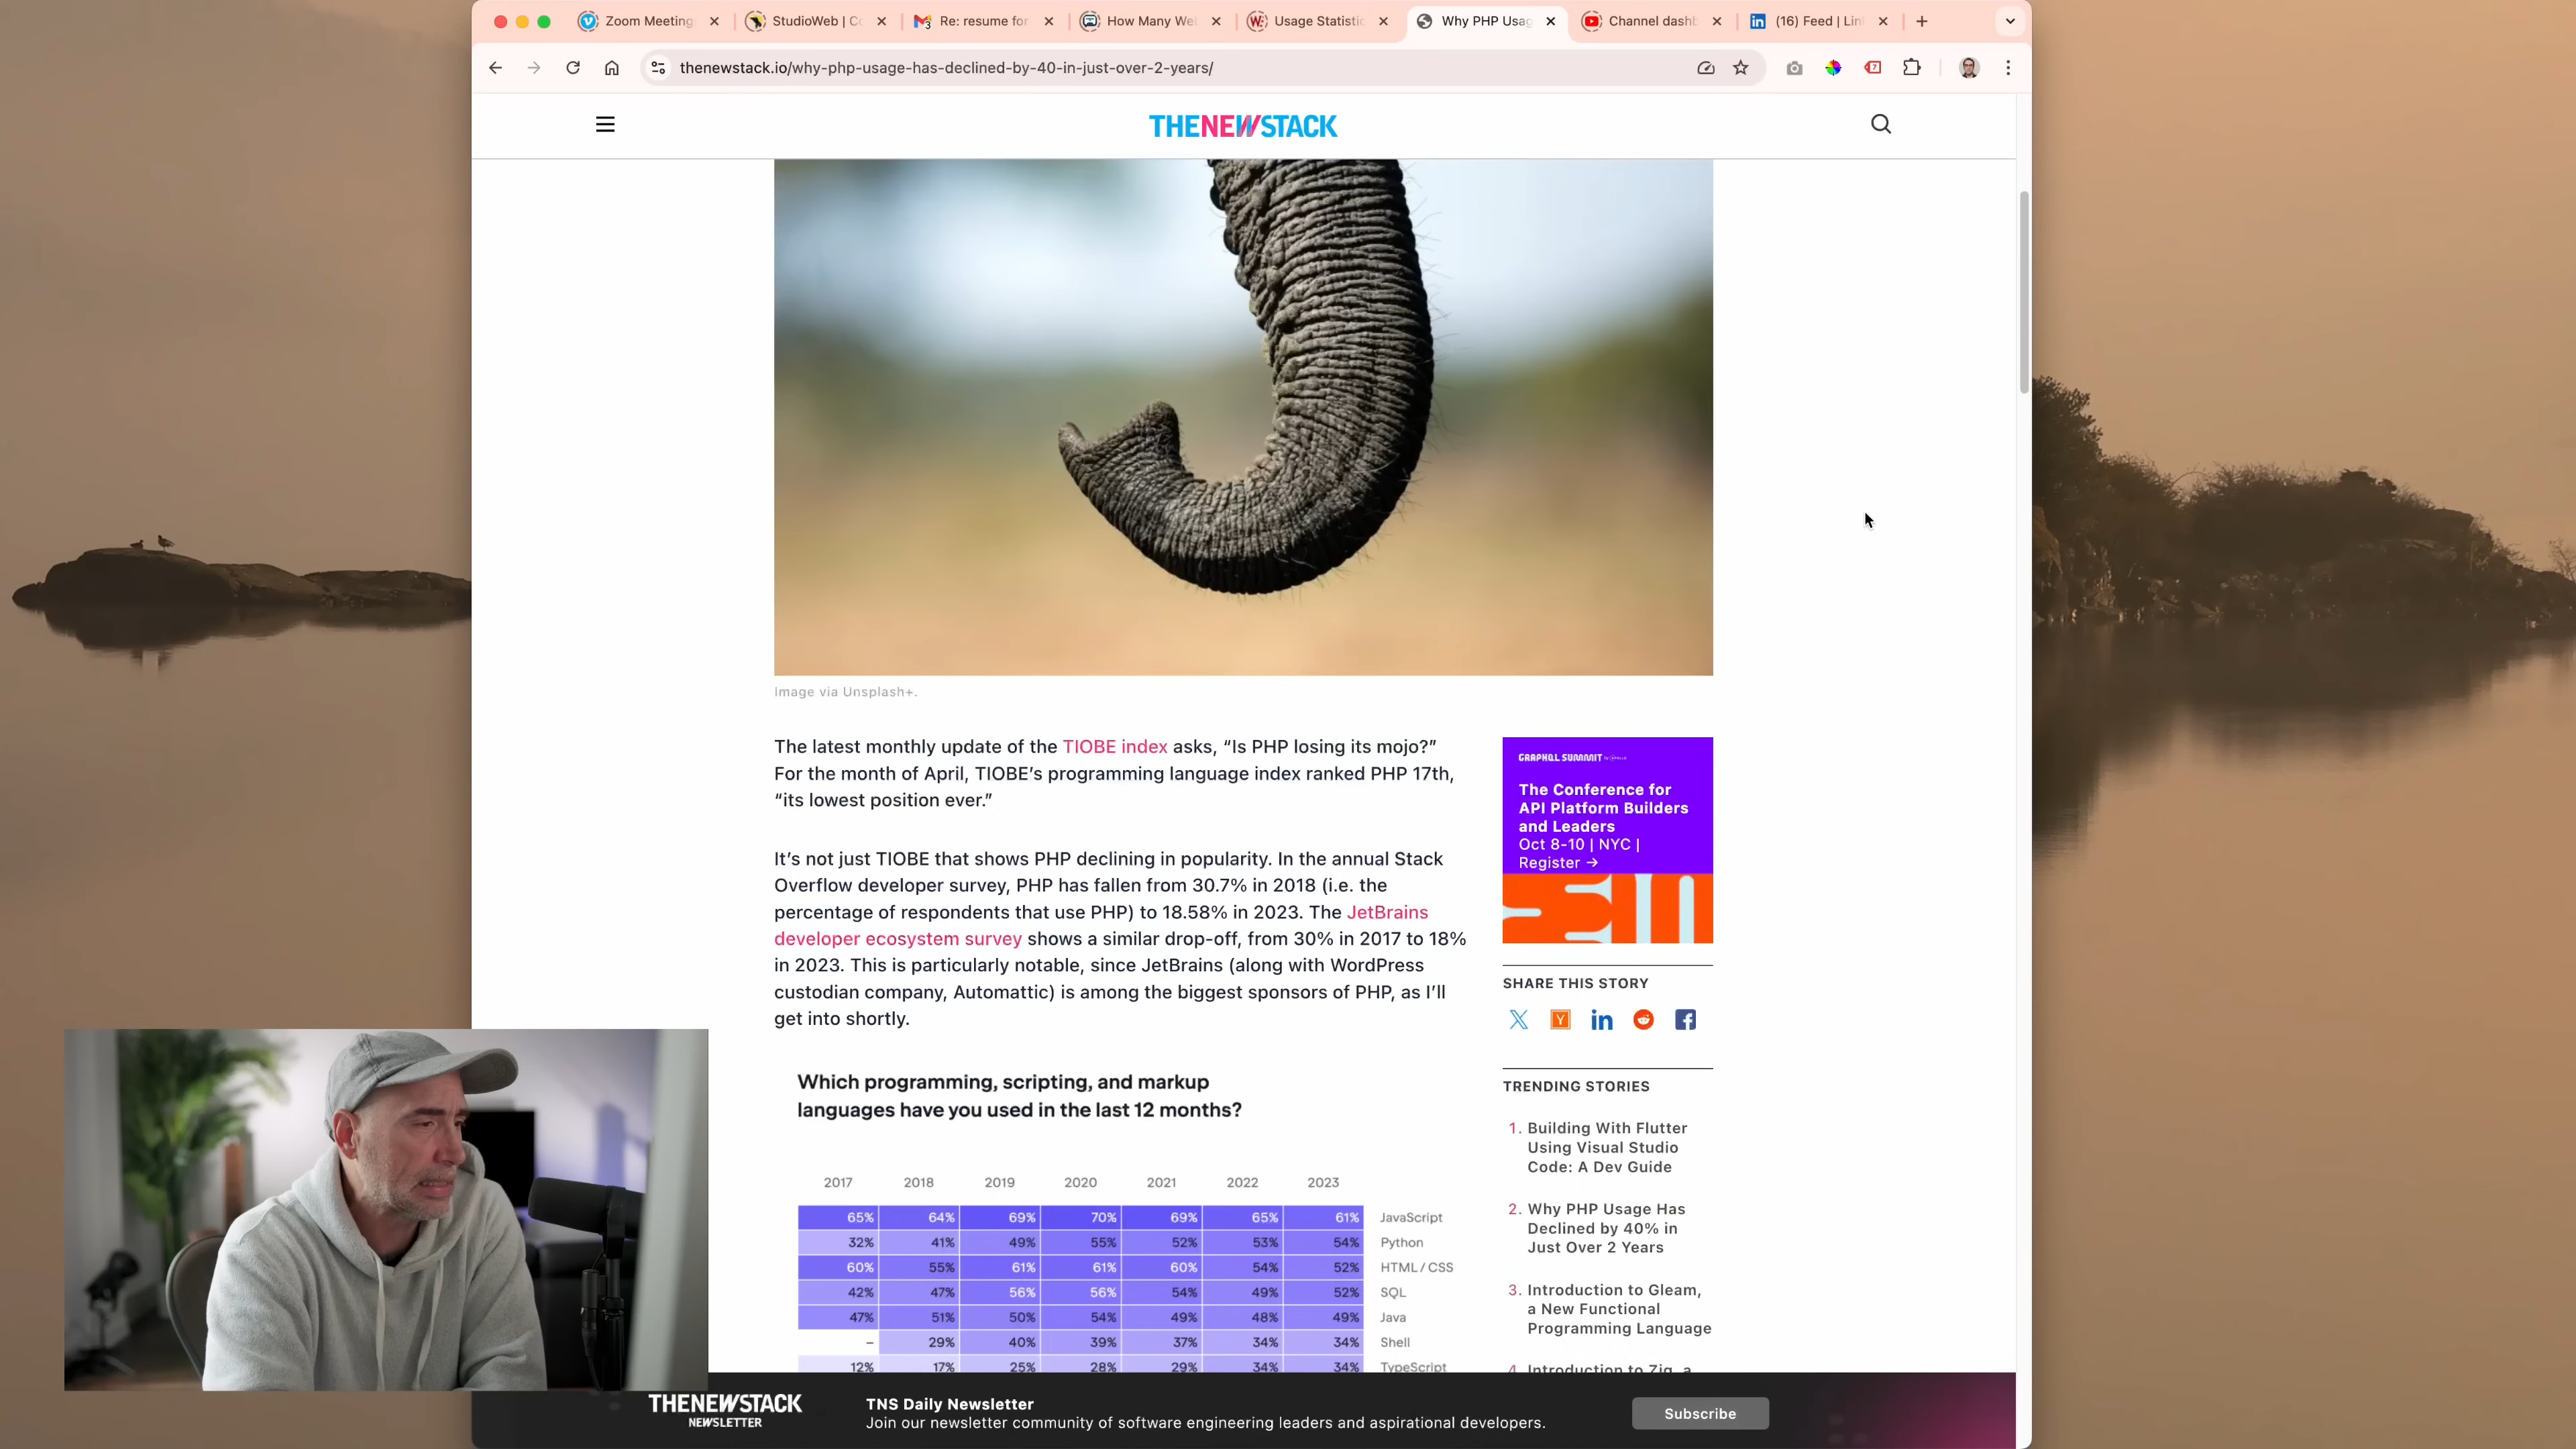 Zoom Meeting
StudioWeb | Co
Re: resume for
How Many We
Usage Statistic
Why PHP Usag
Channel dashb
(16) Feed | Lin
thenewstack.io/why-php-usage-has-declined-by-40-in-just-over-2-years/
THENEWSTACK
Image via Unsplash+.
The latest monthly update of the TIOBE index asks, “Is PHP losing its mojo?”
For the month of April, TIOBE’s programming language index ranked PHP 17th,
“its lowest position ever.”
It’s not just TIOBE that shows PHP declining in popularity. In the annual Stack
Overflow developer survey, PHP has fallen from 30.7% in 2018 (i.e. the
percentage of respondents that use PHP) to 18.58% in 2023. The JetBrains
developer ecosystem survey shows a similar drop-off, from 30% in 2017 to 18%
in 2023. This is particularly notable, since JetBrains (along with WordPress
custodian company, Automattic) is among the biggest sponsors of PHP, as I’ll
get into shortly.
Which programming, scripting, and markup
languages have you used in the last 12 months?
2017 2018 2019 2020 2021 2022 2023
65% 64% 69% 70% 69% 65% 61% JavaScript
32% 41% 49% 55% 52% 53% 54% Python
60% 55% 61% 61% 60% 54% 52% HTML / CSS
42% 47% 56% 56% 54% 49% 52% SQL
47% 51% 50% 54% 49% 48% 49% Java
– 29% 40% 39% 37% 34% 34% Shell
12% 17% 25% 28% 29% 34% 34% TypeScript
GRAPHQL SUMMIT
The Conference for
API Platform Builders
and Leaders
Oct 8-10 | NYC |
Register →
SHARE THIS STORY
TRENDING STORIES
1. Building With Flutter
Using Visual Studio
Code: A Dev Guide
2. Why PHP Usage Has
Declined by 40% in
Just Over 2 Years
3. Introduction to Gleam,
a New Functional
Programming Language
4. Introduction to Zig, a
THENEWSTACK
NEWSLETTER
TNS Daily Newsletter
Join our newsletter community of software engineering leaders and aspirational developers.
Subscribe